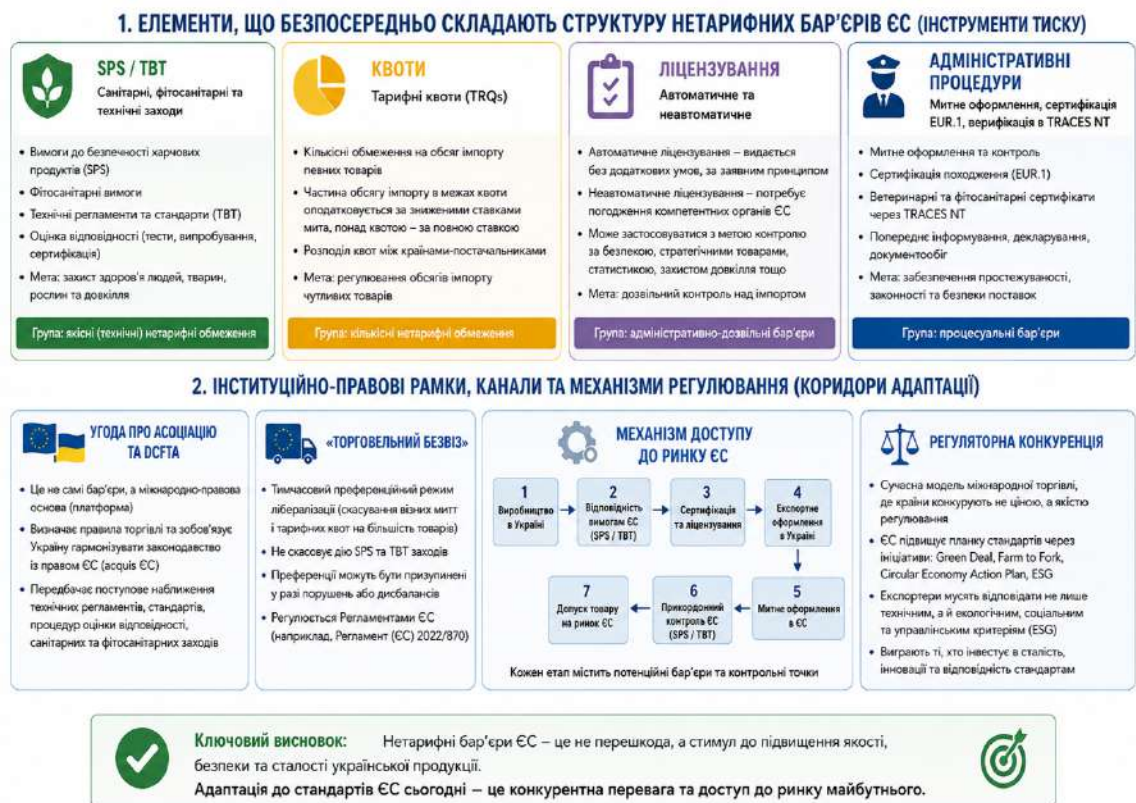 1. ЕЛЕМЕНТИ, ЩО БЕЗПОСЕРЕДНЬО СКЛАДАЮТЬ СТРУКТУРУ НЕТАРИФНИХ БАР'ЄРІВ ЄС (ІНСТРУМЕНТИ ТИСКУ)
SPS / TBT
Санітарні, фітосанітарні та
технічні заходи
• Вимоги до безпечності харчових
продуктів (SPS)
• Фітосанітарні вимоги
• Технічні регламенти та стандарти (TBT)
• Оцінка відповідності (тести, випробування,
сертифікація)
• Мета: захист здоров'я людей, тварин,
рослин та довкілля
Група: якісні (технічні) нетарифні обмеження
КВОТИ
Тарифні квоти (TRQs)
• Кількісні обмеження на обсяг імпорту
певних товарів
• Частина обсягу імпорту в межах квоти
оподатковується за зниженими ставками
мита, понад квотою – за повною ставкою
• Розподіл квот між країнами-постачальниками
• Мета: регулювання обсягів імпорту
чутливих товарів
Група: кількісні нетарифні обмеження
ЛІЦЕНЗУВАННЯ
Автоматичне та
неавтоматичне
• Автоматичне ліцензування – видається
без додаткових умов, за заявним принципом
• Неавтоматичне ліцензування – потребує
погодження компетентних органів ЄС
• Може застосовуватися з метою контролю
за безпекою, стратегічними товарами,
статистикою, захистом довкілля тощо
• Мета: дозвільний контроль над імпортом
Група: адміністративно-дозвільні бар'єри
АДМІНІСТРАТИВНІ
ПРОЦЕДУРИ
Митне оформлення, сертифікація
EUR.1, верифікація в TRACES NT
• Митне оформлення та контроль
• Сертифікація походження (EUR.1)
• Ветеринарні та фітосанітарні сертифікати
через TRACES NT
• Попереднє інформування, декларування,
документообіг
• Мета: забезпечення простежуваності,
законності та безпеки поставок
Група: процесуальні бар'єри
2. ІНСТИТУЦІЙНО-ПРАВОВІ РАМКИ, КАНАЛИ ТА МЕХАНІЗМИ РЕГУЛЮВАННЯ (КОРИДОРИ АДАПТАЦІЇ)
УГОДА ПРО АСОЦІАЦІЮ
ТА DCFTA
• Це не самі бар'єри, а міжнародно-правова
основа (платформа)
• Визначає правила торгівлі та зобов'язує
Україну гармонізувати законодавство
із правом ЄС (acquis ЄС)
• Передбачає поступове наближення
технічних регламентів, стандартів,
процедур оцінки відповідності,
санітарних та фітосанітарних заходів
«ТОРГОВЕЛЬНИЙ БЕЗВІЗ»
• Тимчасовий преференційний режим
лібералізації (скасування візних митт
і тарифних квот на більшість товарів)
• Не скасовує дію SPS та TBT заходів
• Преференції можуть бути призупинені
у разі порушень або дисбалансів
• Регулюється Регламентами ЄС
(наприклад, Регламент (ЄС) 2022/870)
МЕХАНІЗМ ДОСТУПУ
ДО РИНКУ ЄС
1
Виробництво
в Україні
2
Відповідність
вимогам ЄС
(SPS / TBT)
3
Сертифікація
та ліцензування
4
Експортне
оформлення
в Україні
5
Митне оформлення
в ЄС
6
Прикордонний
контроль ЄС
(SPS / TBT)
7
Допуск товару
на ринок ЄС
Кожен етап містить потенційні бар'єри та контрольні точки
РЕГУЛЯТОРНА КОНКУРЕНЦІЯ
• Сучасна модель міжнародної торгівлі,
де країни конкурують не ціною, а якістю
регулювання
• ЄС підвищує планку стандартів через
ініціативи: Green Deal, Farm to Fork,
Circular Economy Action Plan, ESG
• Експортери мусять відповідати не лише
технічним, а й екологічним, соціальним
та управлінським критеріям (ESG)
• Виграють ті, хто інвестує в сталість,
інновації та відповідність стандартам
Ключовий висновок: Нетарифні бар'єри ЄС – це не перешкода, а стимул до підвищення якості,
безпеки та сталості української продукції.
Адаптація до стандартів ЄС сьогодні – це конкурентна перевага та доступ до ринку майбутнього.